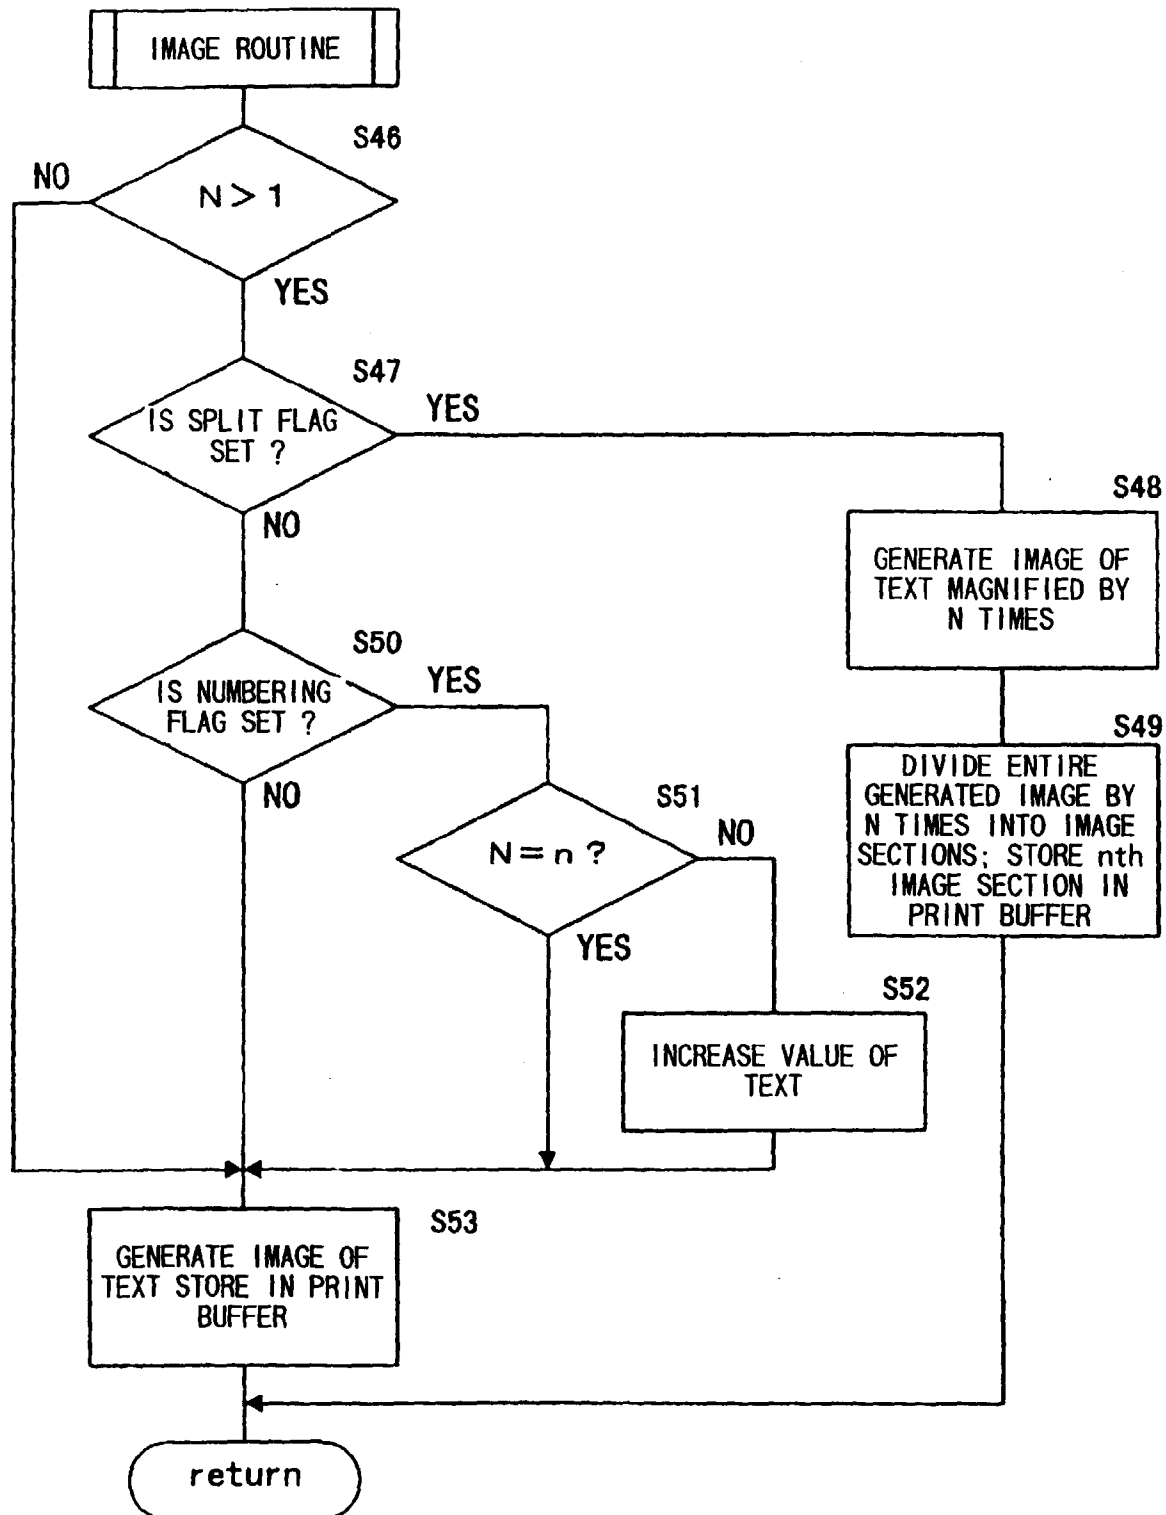 IMAGE ROUTINE
S46
NO
N > 1
YES
S47
IS SPLIT FLAG
SET ?
YES
NO
S48
GENERATE IMAGE OF
TEXT MAGNIFIED BY
N TIMES
S50
IS NUMBERING
FLAG SET ?
YES
NO
S49
DIVIDE ENTIRE
GENERATED IMAGE BY
N TIMES INTO IMAGE
SECTIONS; STORE nth
IMAGE SECTION IN
PRINT BUFFER
S51
N = n ?
NO
YES
S52
INCREASE VALUE OF
TEXT
S53
GENERATE IMAGE OF
TEXT STORE IN PRINT
BUFFER
return